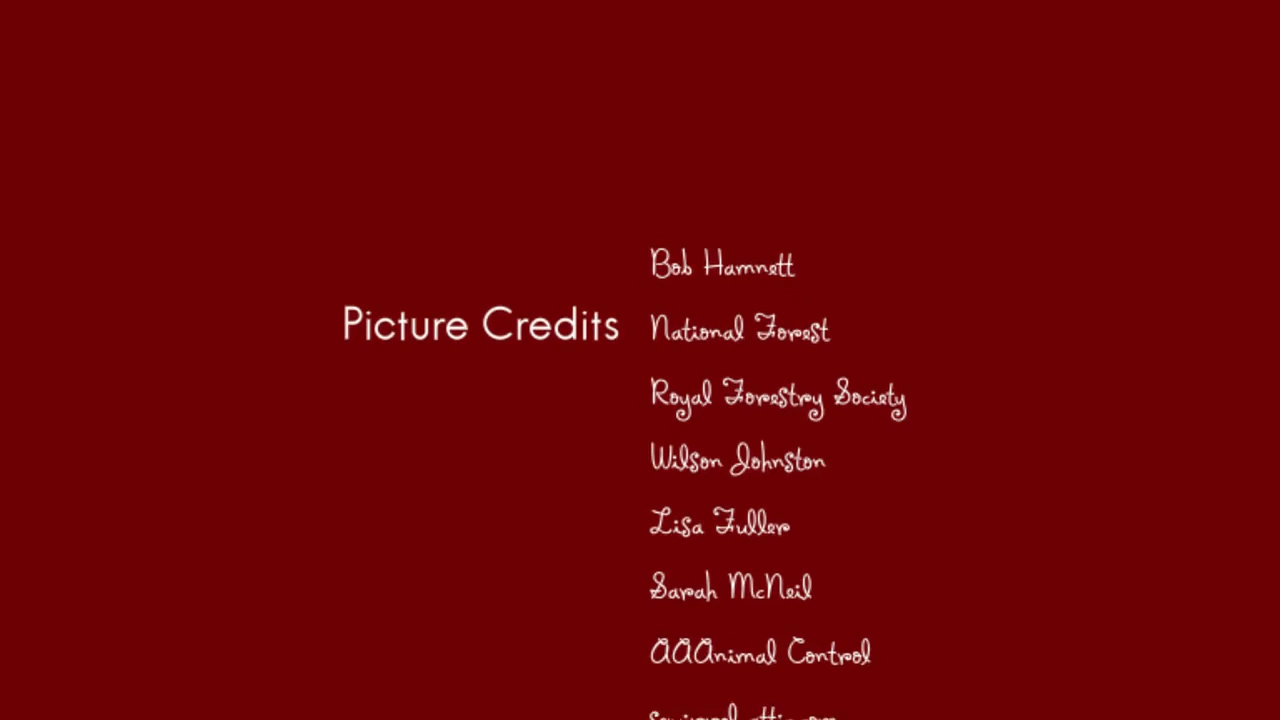 Bob Hamnett
Picture Credits National Forest
Royal Forestry Society
Wilson Johnston
Lisa Fuller
Sarah McNeil
AAAnimal Control